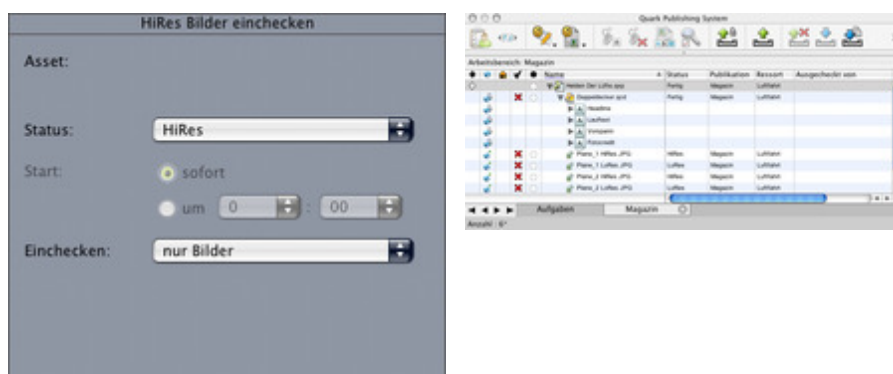 HiRes Bilder einchecken
Asset:
Status: HiRes
Start: sofort
um 0 : 00
Einchecken: nur Bilder
Quark Publishing System
Arbeitsbereich: Magazin
Name Status Publikation Ressort Ausgecheckt von
Helden Der Lüfte.qxp Fertig Magazin Luftfahrt
Doppeldecker.qcd Fertig Magazin Luftfahrt
Headline
Lauftext
Vorspann
Fotocredit
Plane_1 HiRes.JPG HiRes Magazin Luftfahrt
Plane_1 LoRes.JPG LoRes Magazin Luftfahrt
Plane_2 HiRes.JPG HiRes Magazin Luftfahrt
Plane_2 LoRes.JPG LoRes Magazin Luftfahrt
Aufgaben Magazin
Anzahl : 6*